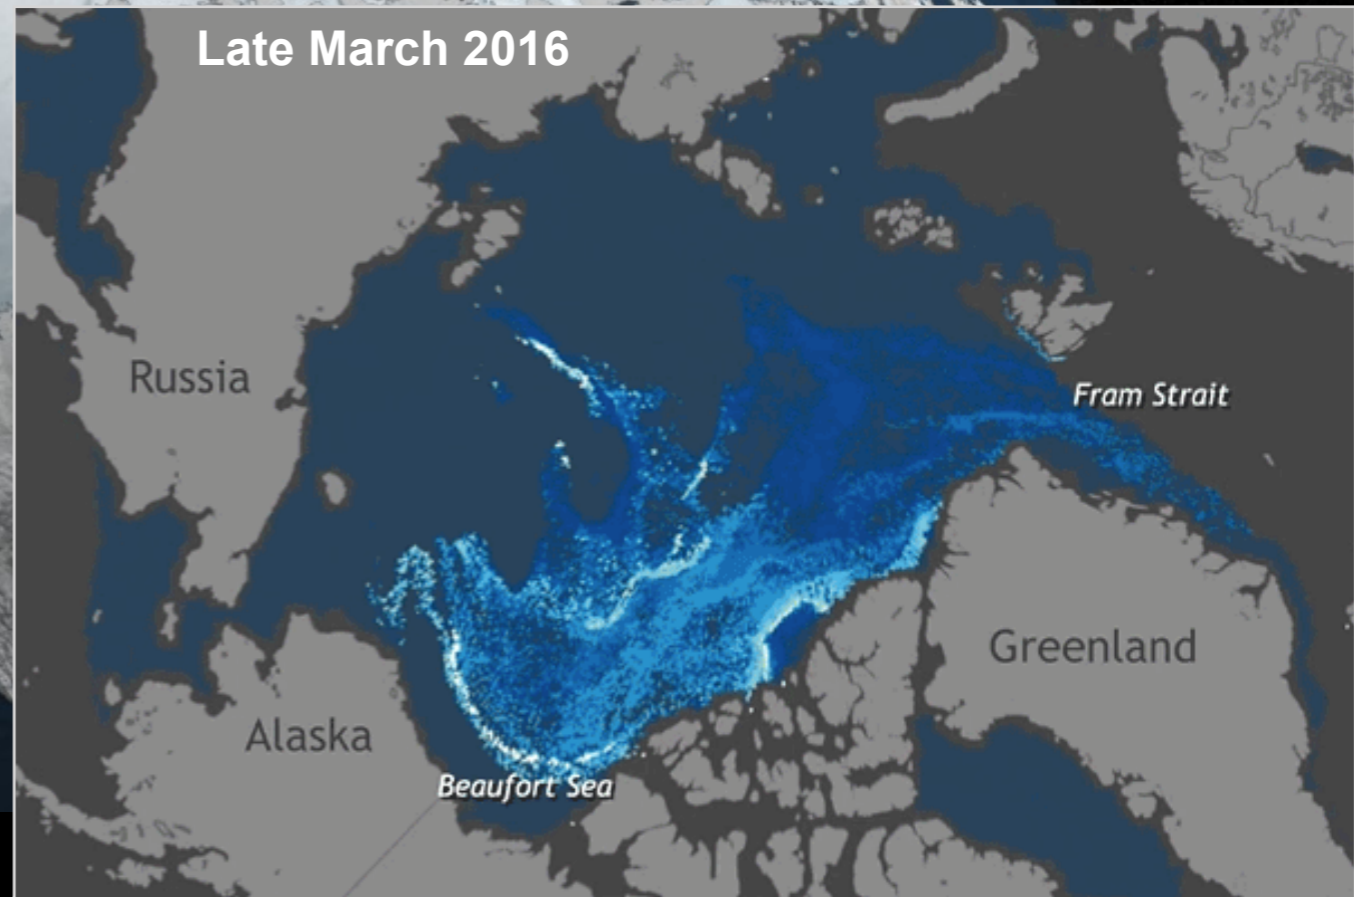 Late March 2016
Russia
Fram Strait
Greenland
Alaska
Beaufort Sea